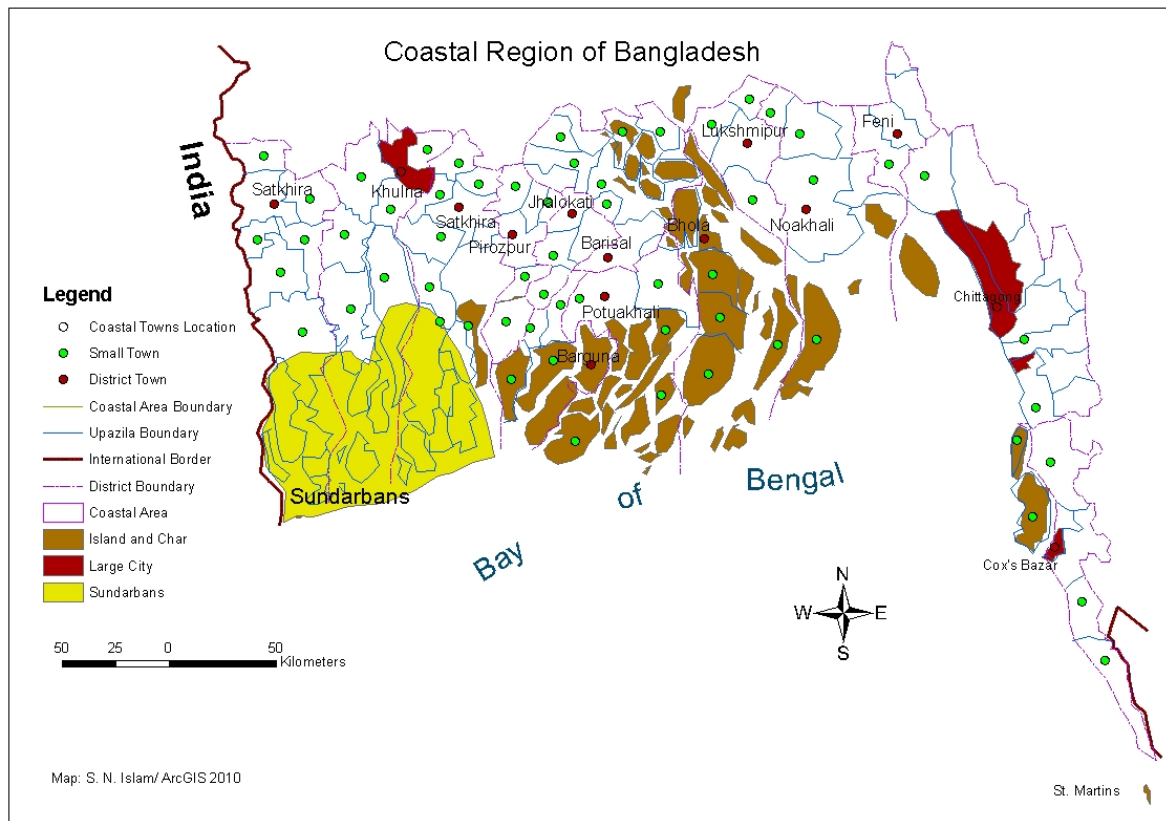 Coastal Region of Bangladesh
India
Satkhira
Khulna
Satkhira
Pirozpur
Jhalokati
Barisal
Potuakhali
Barguna
Bhola
Lukshmipur
Noakhali
Feni
Chittagong
Cox's Bazar
St. Martins
Sundarbans
Bay
of
Bengal
N
W
E
S
Legend
Coastal Towns Location
Small Town
District Town
Coastal Area Boundary
Upazila Boundary
International Border
District Boundary
Coastal Area
Island and Char
Large City
Sundarbans
50 25 0 50
Kilometers
Map: S. N. Islam/ ArcGIS 2010